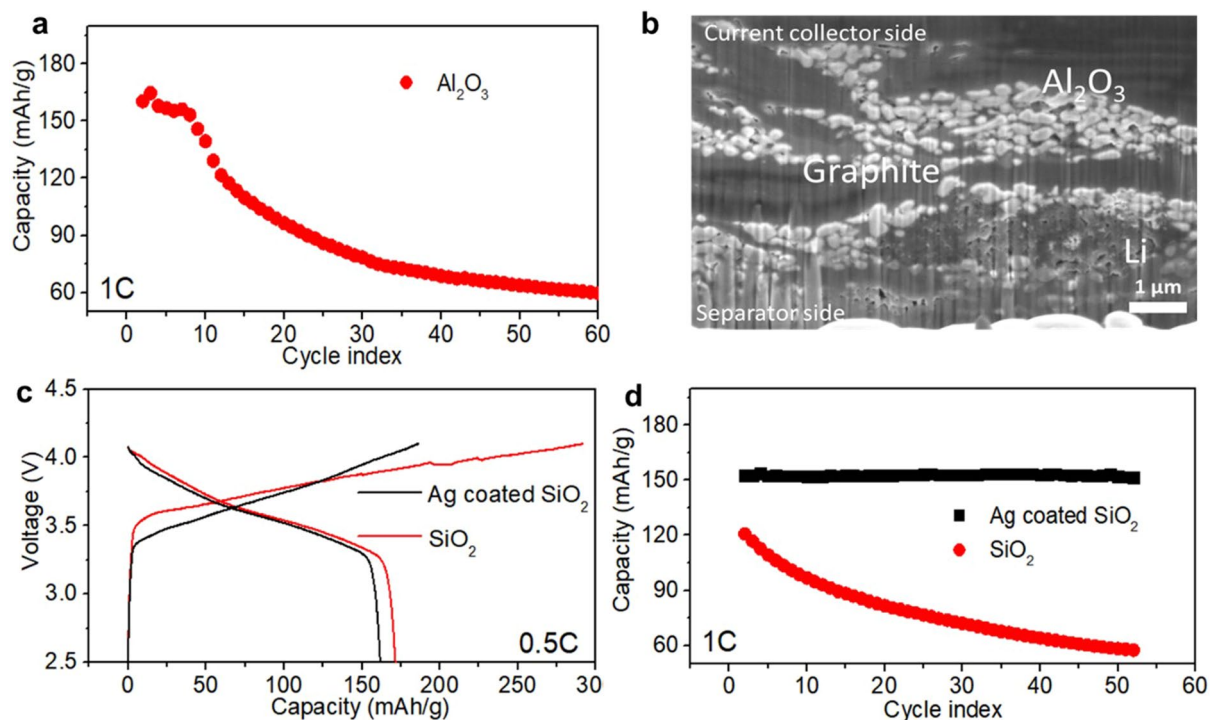 a
180
150
120
90
60
Capacity (mAh/g)
Al₂O₃
1C
0 10 20 30 40 50 60
Cycle index
b
Current collector side
Al₂O₃
Graphite
Li
1 μm
Separator side
c
4.5
4.0
3.5
3.0
2.5
Voltage (V)
Ag coated SiO₂
SiO₂
0.5C
0 50 100 150 200 250 300
Capacity (mAh/g)
d
180
150
120
90
60
Capacity (mAh/g)
Ag coated SiO₂
SiO₂
1C
0 10 20 30 40 50 60
Cycle index